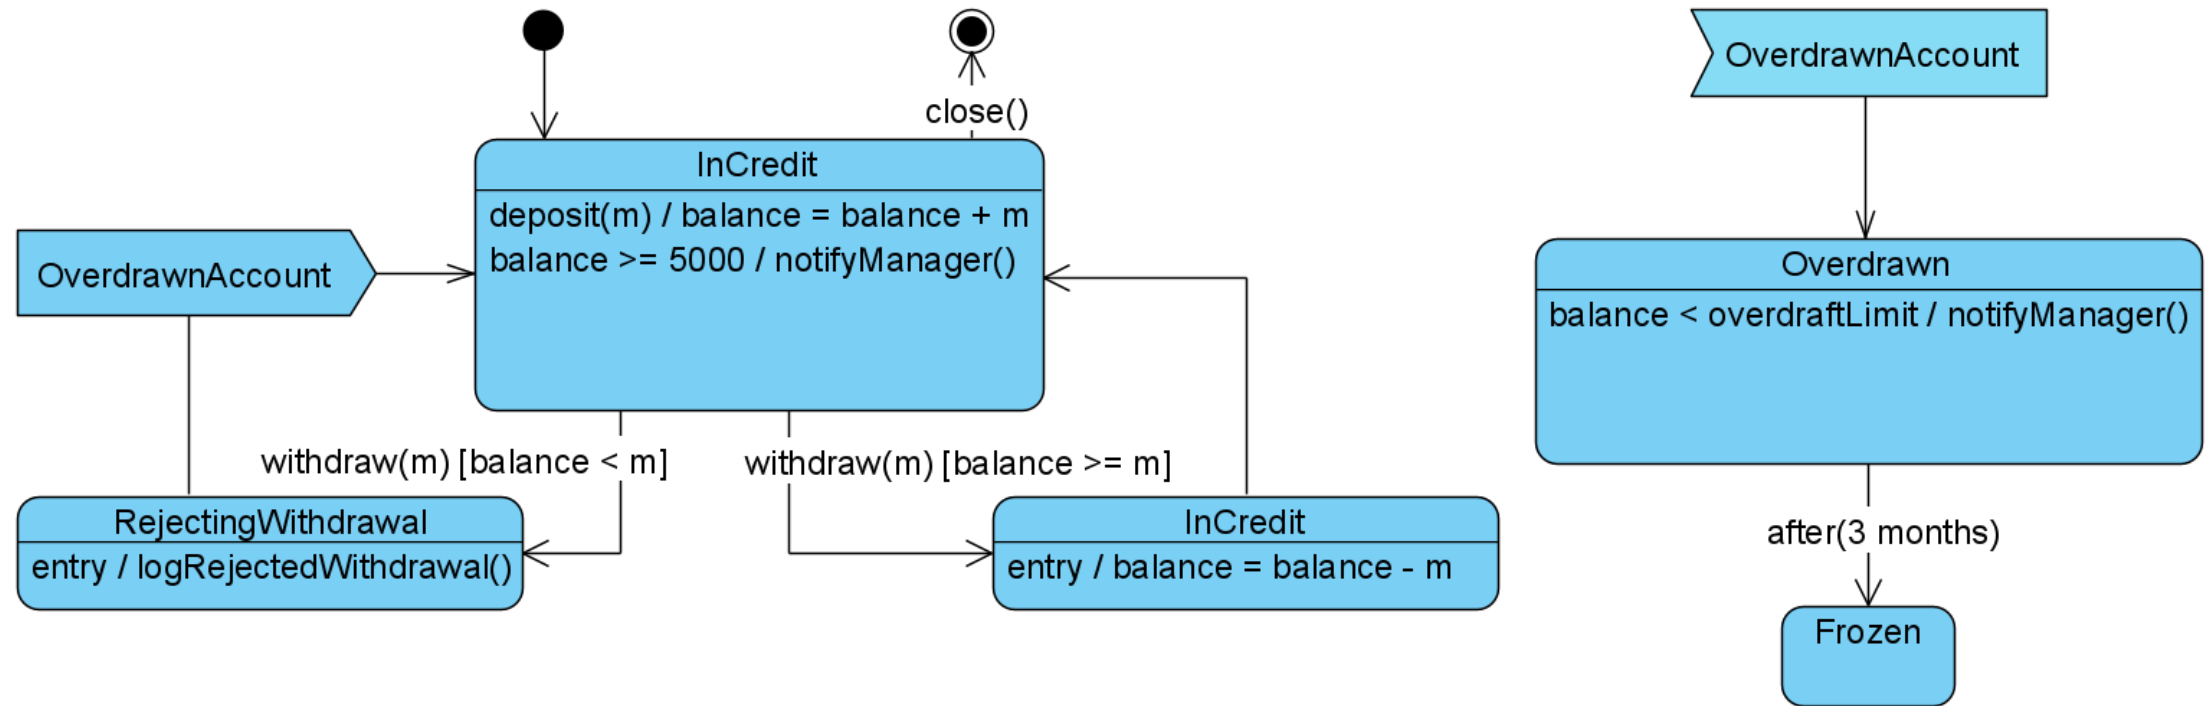 close()
InCredit
deposit(m) / balance = balance + m
balance >= 5000 / notifyManager()
OverdrawnAccount
withdraw(m) [balance < m]
withdraw(m) [balance >= m]
RejectingWithdrawal
entry / logRejectedWithdrawal()
InCredit
entry / balance = balance - m
OverdrawnAccount
Overdrawn
balance < overdraftLimit / notifyManager()
after(3 months)
Frozen